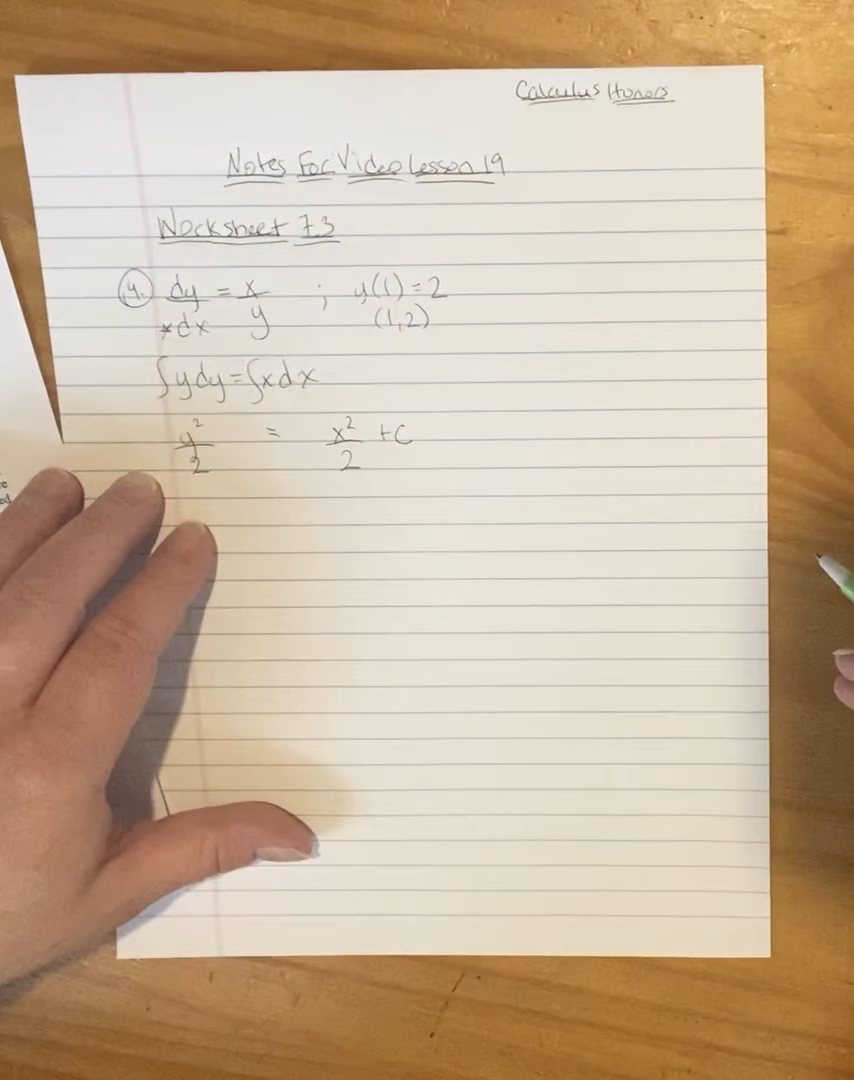 Calculus Honors
Notes For Video Lesson 19
Worksheet 7.3
4. dy/dx = x/y ; y(1) = 2
(1,2)
∫y dy = ∫x dx
y²/2 = x²/2 + C